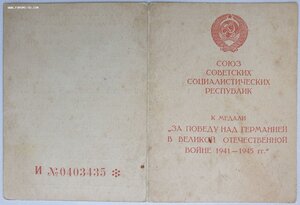 СОЮЗ
СОВЕТСКИХ
СОЦИАЛИСТИЧЕСКИХ
РЕСПУБЛИК
К МЕДАЛИ
„ЗА ПОБЕДУ НАД ГЕРМАНИЕЙ
В ВЕЛИКОЙ ОТЕЧЕСТВЕННОЙ
ВОЙНЕ 1941—1945 гг."
И №0403435 ✻